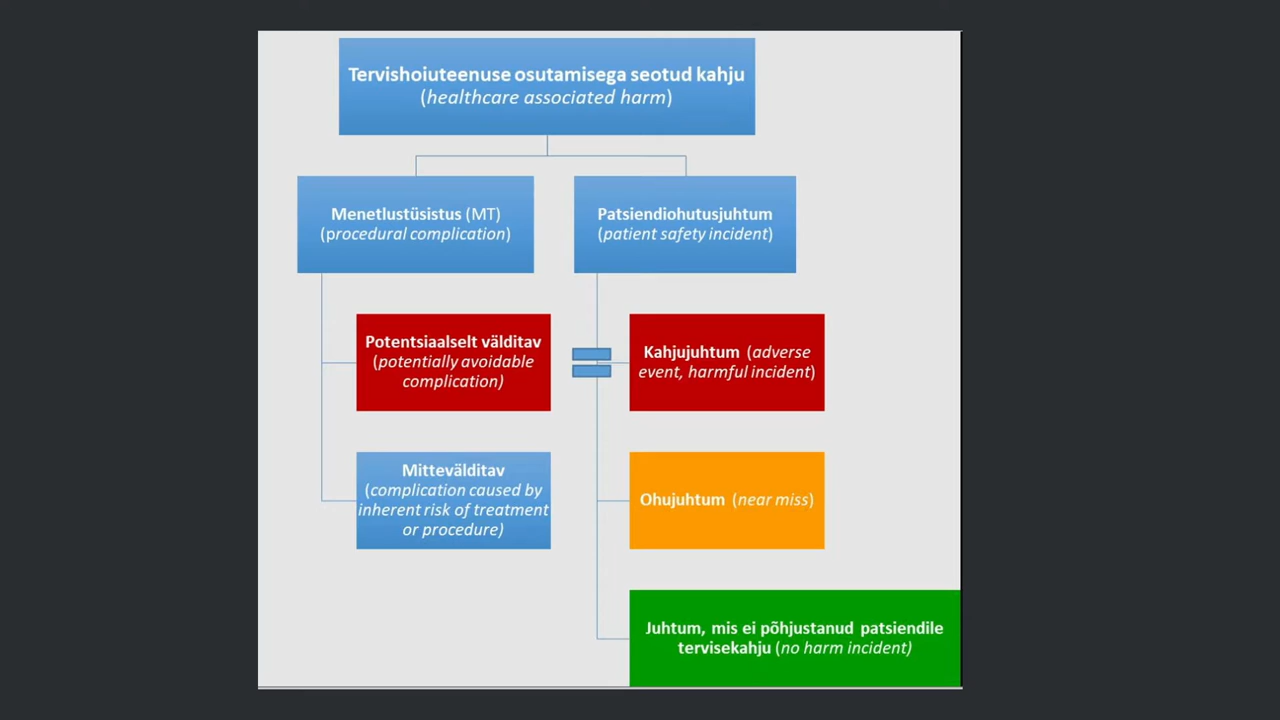 Tervishoiuteenuse osutamisega seotud kahju
(healthcare associated harm)
Menetlustüsistus (MT)
(procedural complication)
Patsiendiohutusjuhtum
(patient safety incident)
Potentsiaalselt välditav
(potentially avoidable
complication)
Kahjujuhtum (adverse
event, harmful incident)
Mittevälditav
(complication caused by
inherent risk of treatment
or procedure)
Ohujuhtum (near miss)
Juhtum, mis ei põhjustanud patsiendile
tervisekahju (no harm incident)